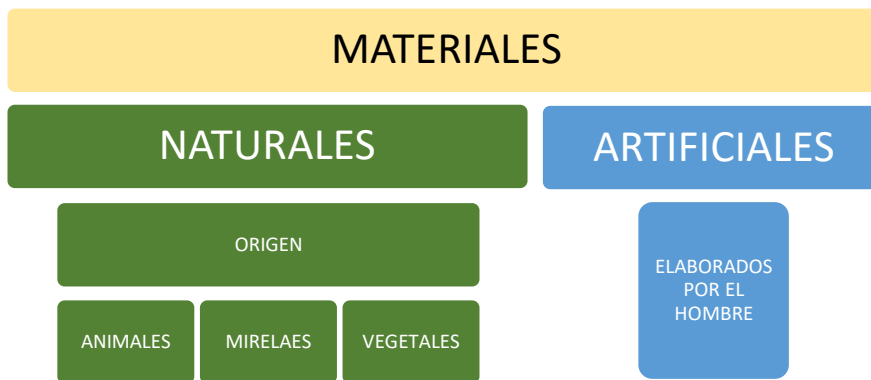 MATERIALES
NATURALES
ARTIFICIALES
ORIGEN
ELABORADOS
POR EL
HOMBRE
ANIMALES
MIRELAES
VEGETALES